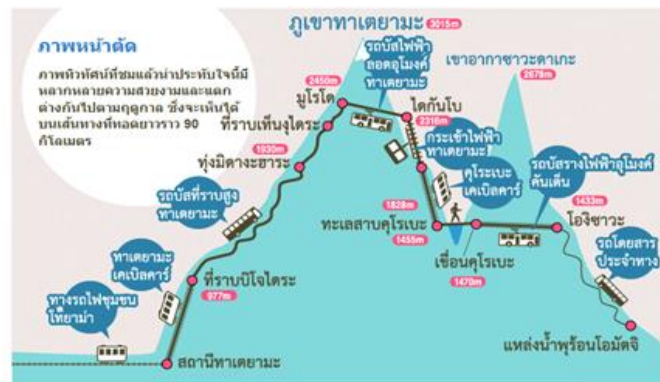 ภาพหน้าตัด
ภาพทิวทัศน์ที่ชมแล้วน่าประทับใจนี้มี
หลากหลายความสวยงามและแตก
ต่างกันไปตามฤดูกาล ซึ่งจะเห็นได้
บนเส้นทางที่ทอดยาวราว 90
กิโลเมตร
ภูเขาทาเตยามะ
3015m
รถบัสไฟฟ้า
ลอดอุโมงค์
ทาเตยามะ
เขาอากาซาวะดาเกะ
2678m
2450m
มูโรโด
ไดกันโบ
2316m
ที่ราบเท็นงูไดระ
กระเช้าไฟฟ้า
ทาเตยามะ
1930m
ทุ่งมิดางะฮาระ
คุโระเบะ
เคเบิลคาร์
รถบัสรางไฟฟ้าอุโมงค์
คันเด็น
รถบัสที่ราบสูง
ทาเตยามะ
1828m
1433m
ทะเลสาบคุโรเบะ
1455m
โองิซาวะ
เขื่อนคุโรเบะ
1470m
รถโดยสาร
ประจำทาง
ทาเตยามะ
เคเบิลคาร์
ที่ราบบิโจไดระ
977m
ทางรถไฟชุมชน
โทยาม่า
แหล่งน้ำพุร้อนโอมัตจิ
สถานีทาเตยามะ